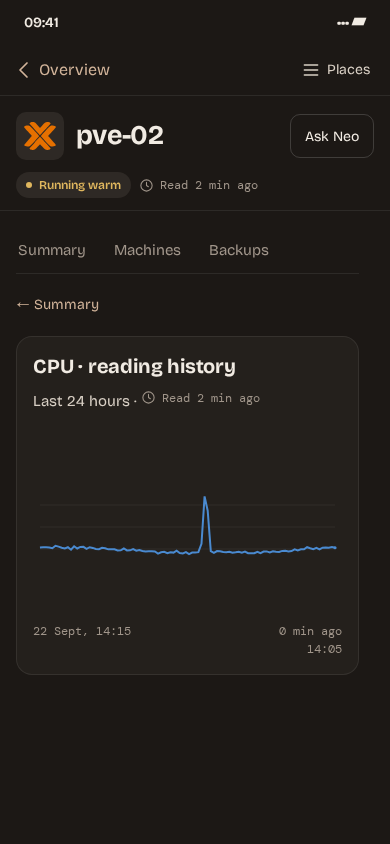 09:41
Overview
Places
pve-02
Ask Neo
Running warm
Read 2 min ago
Summary Machines Backups
← Summary
CPU · reading history
Last 24 hours · Read 2 min ago
22 Sept, 14:15
0 min ago
14:05